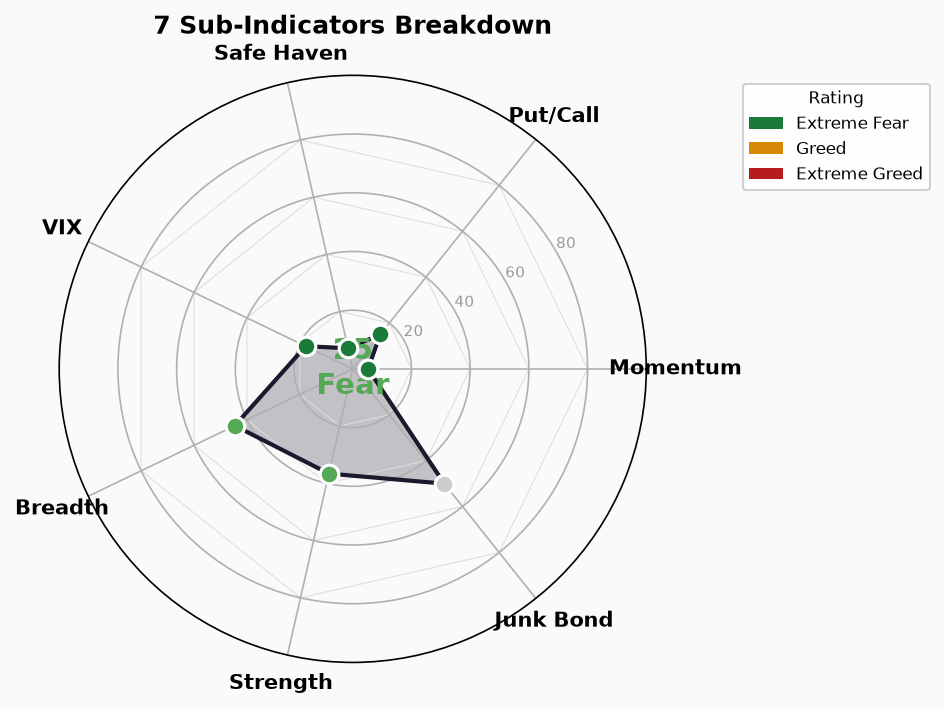 7 Sub-Indicators Breakdown
Safe Haven
Put/Call
VIX
Momentum
Breadth
Strength
Junk Bond
80
60
40
20
Fear
Rating
Extreme Fear
Greed
Extreme Greed